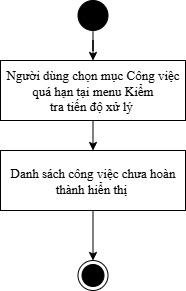 Người dùng chọn mục Công việc
quá hạn tại menu Kiểm
tra tiến độ xử lý
Danh sách công việc chưa hoàn
thành hiển thị